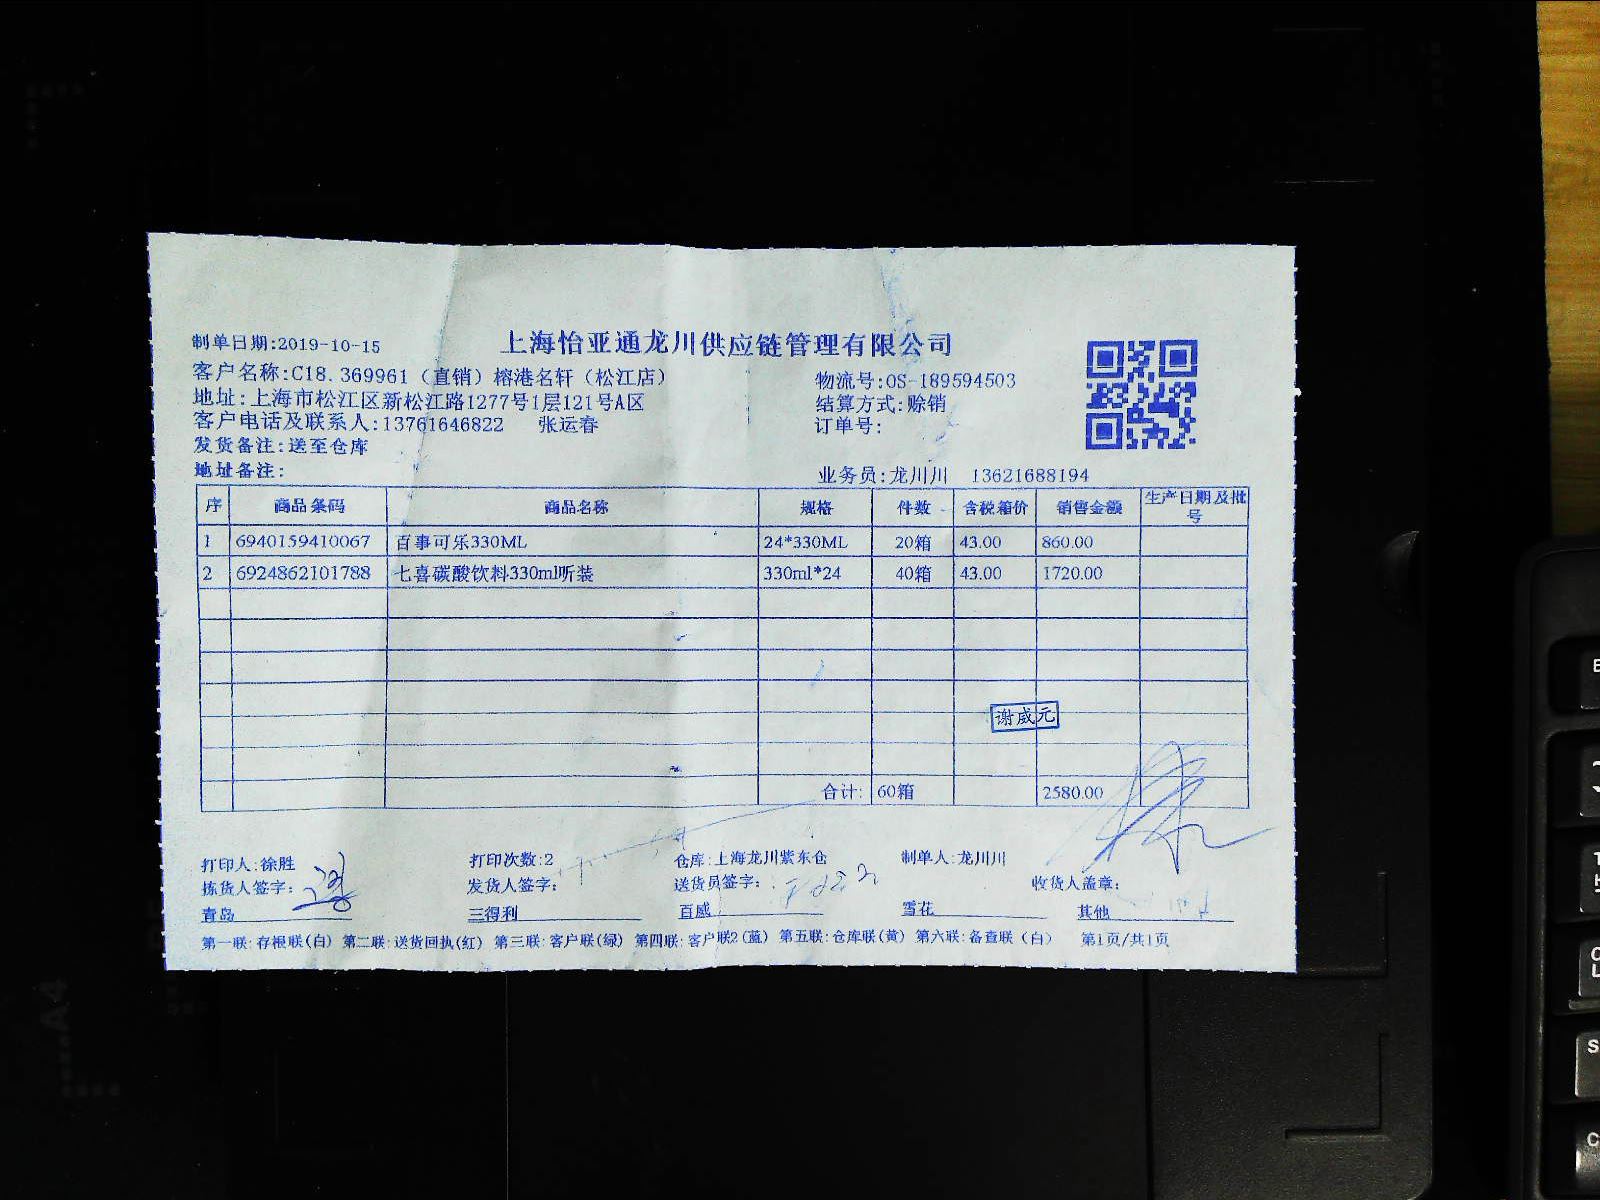 上海怡亚通龙川供应链管理有限公司
制单日期:2019-10-15
客户名称:C18.369961（直销）榕港名轩（松江店） 物流号:OS-189594503
地址:上海市松江区新松江路1277号1层121号A区 结算方式:赊销
客户电话及联系人:13761646822 张运春 订单号:
发货备注:送至仓库
地址备注: 业务员:龙川川 13621688194
序 商品条码 商品名称 规格 件数 含税箱价 销售金额 生产日期及批号
1 6940159410067 百事可乐330ML 24*330ML 20箱 43.00 860.00
2 6924862101788 七喜碳酸饮料330ml听装 330ml*24 40箱 43.00 1720.00
谢威元
合计: 60箱 2580.00
打印人:徐胜 打印次数:2 仓库:上海龙川紫东仓 制单人:龙川川
拣货人签字: 发货人签字: 送货员签字: 收货人盖章:
青岛 三得利 百威 雪花 其他
第一联:存根联(白) 第二联:送货回执(红) 第三联:客户联(绿) 第四联:客户联2(蓝) 第五联:仓库联(黄) 第六联:备查联（白） 第1页/共1页
E
T
C
L
S
C